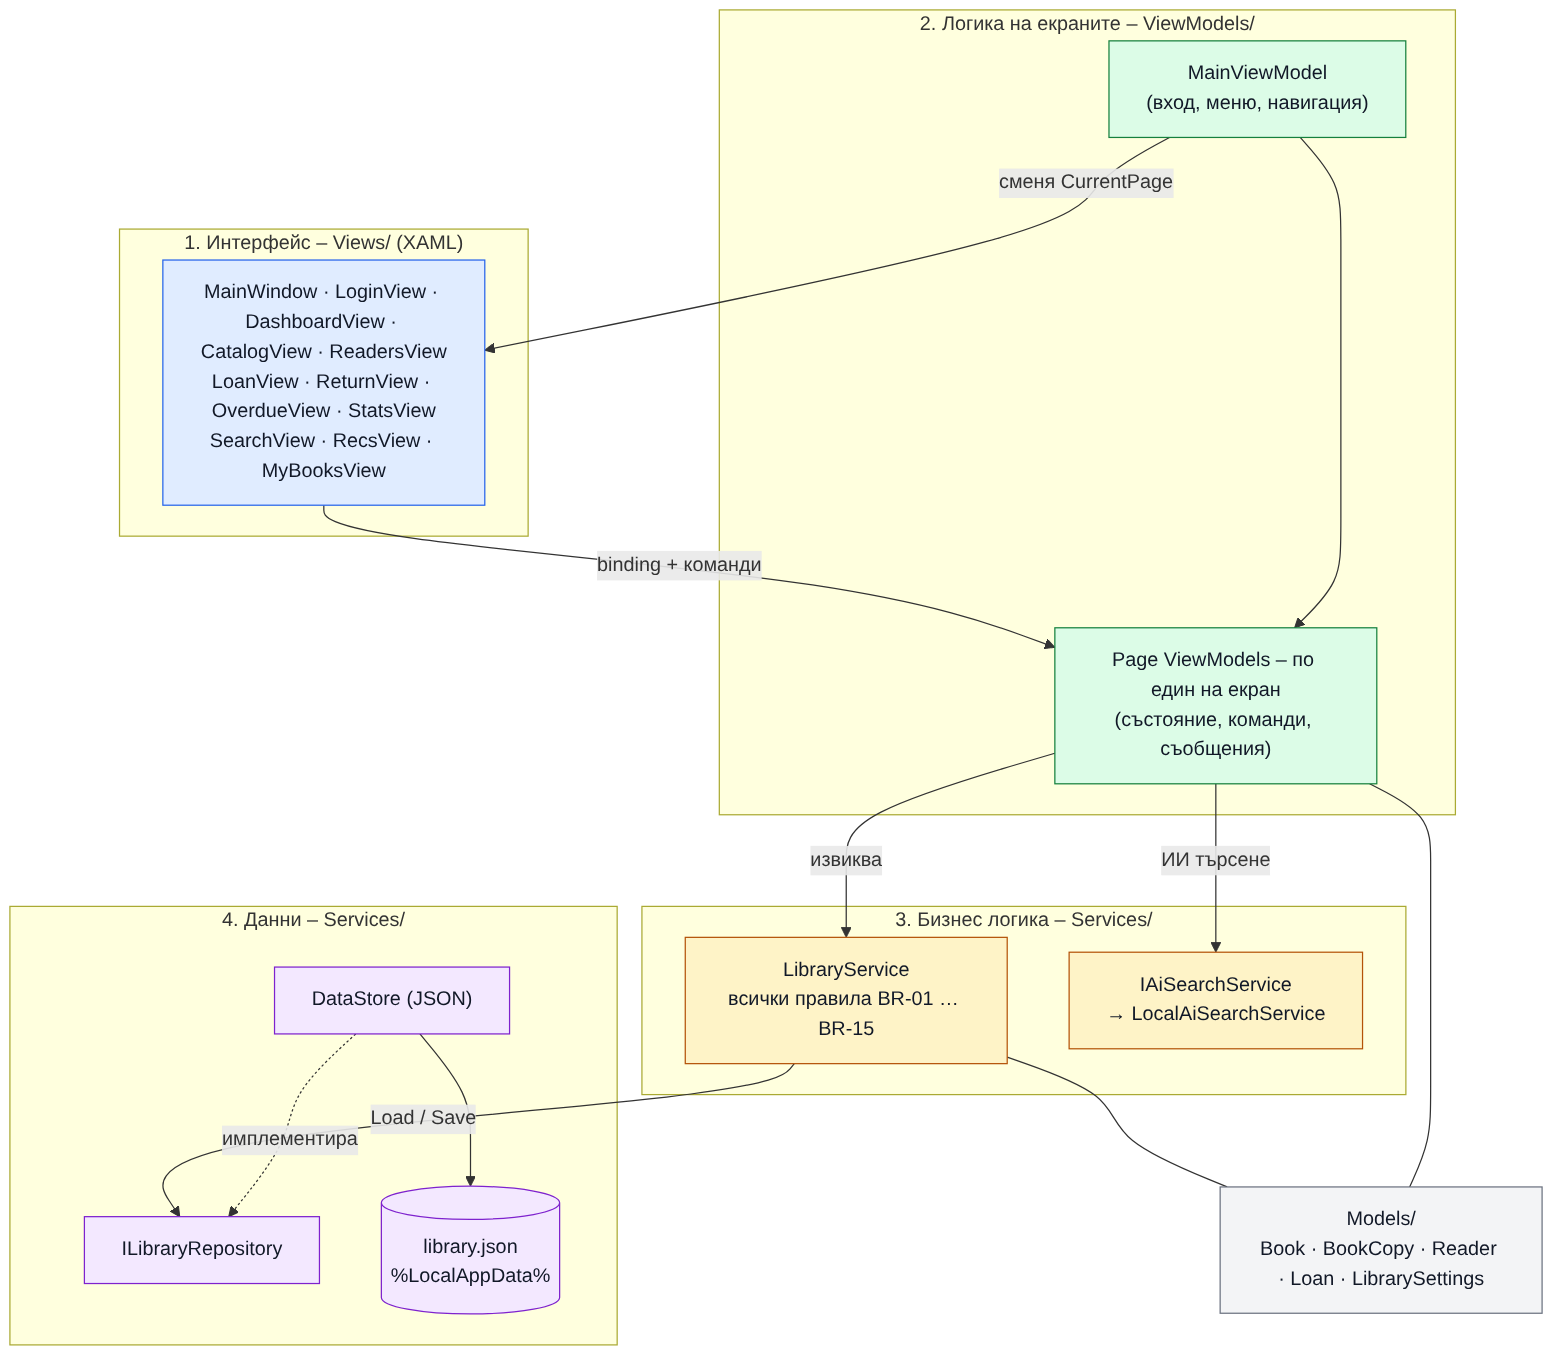 2. Логика на екраните – ViewModels/
MainViewModel
(вход, меню, навигация)
сменя CurrentPage
1. Интерфейс – Views/ (XAML)
MainWindow · LoginView ·
DashboardView ·
CatalogView · ReadersView
LoanView · ReturnView ·
OverdueView · StatsView
SearchView · RecsView ·
MyBooksView
binding + команди
Page ViewModels – по
един на екран
(състояние, команди,
съобщения)
извиква
ИИ търсене
3. Бизнес логика – Services/
LibraryService
всички правила BR-01 …
BR-15
IAiSearchService
→ LocalAiSearchService
4. Данни – Services/
DataStore (JSON)
Load / Save
имплементира
ILibraryRepository
library.json
%LocalAppData%
Models/
Book · BookCopy · Reader
· Loan · LibrarySettings